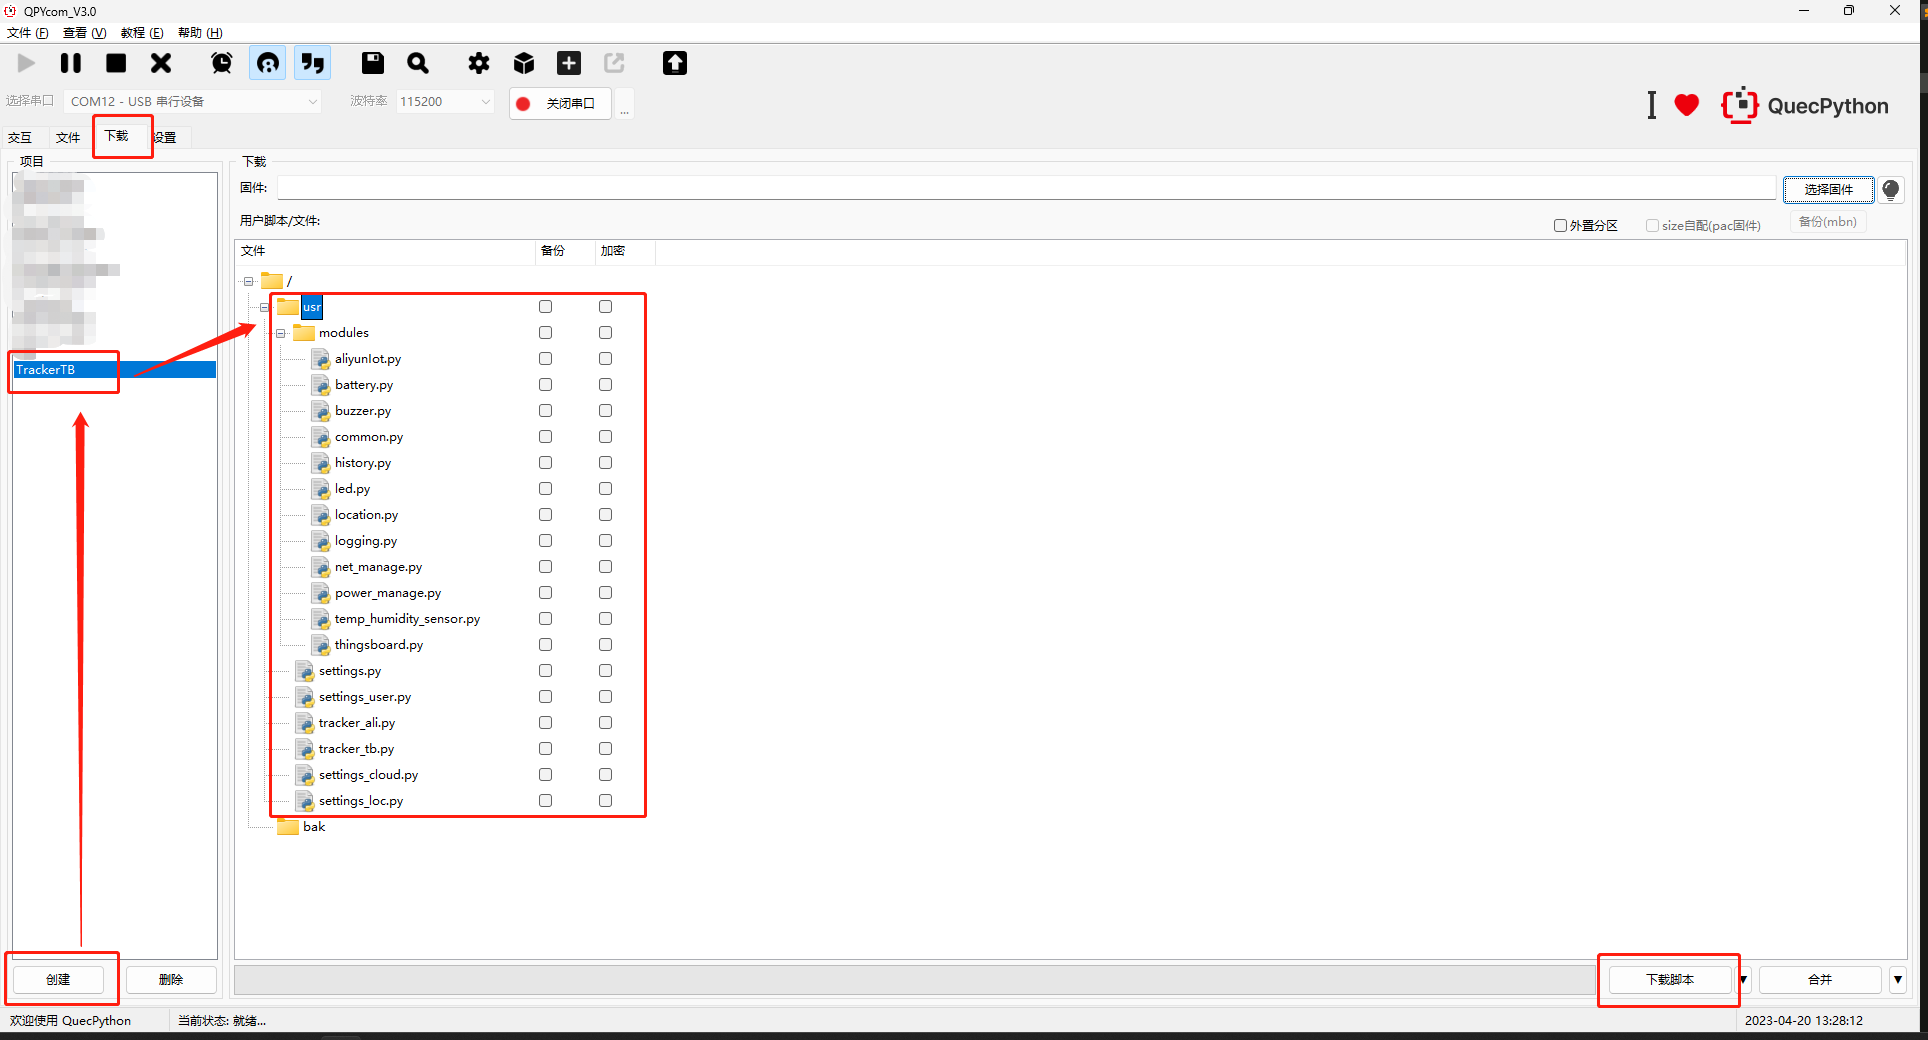 QPYcom_V3.0
文件 (F) 查看 (V) 教程 (E) 帮助 (H)
选择串口 COM12 - USB 串行设备 波特率 115200 关闭串口 ...
QuecPython
交互 文件 下载 设置
项目
TrackerTB
创建 删除
下载
固件: 选择固件
用户脚本/文件: 外置分区 size自配(pac固件) 备份(mbn)
文件 备份 加密
/
usr
modules
aliyunIot.py
battery.py
buzzer.py
common.py
history.py
led.py
location.py
logging.py
net_manage.py
power_manage.py
temp_humidity_sensor.py
thingsboard.py
settings.py
settings_user.py
tracker_ali.py
tracker_tb.py
settings_cloud.py
settings_loc.py
bak
下载脚本 合并
欢迎使用 QuecPython 当前状态: 就绪... 2023-04-20 13:28:12